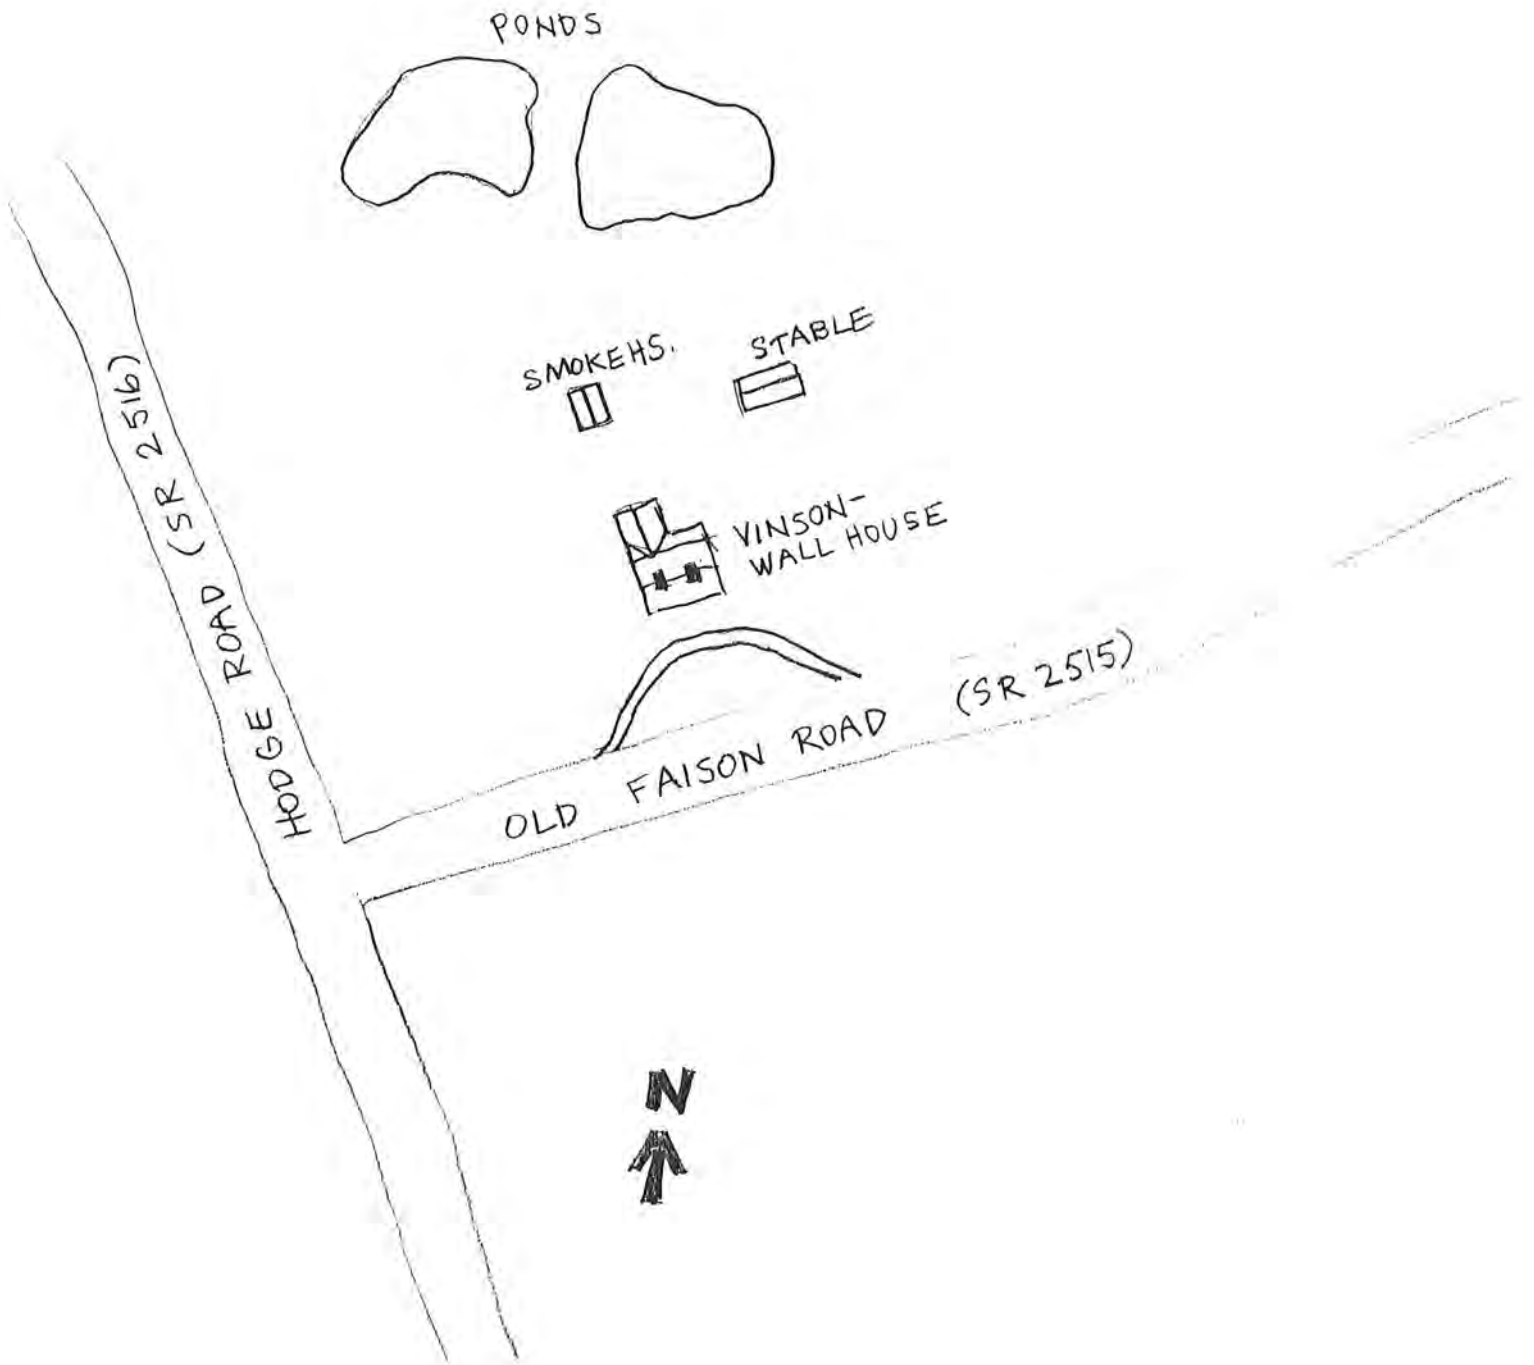 PONDS
SMOKEHS.
STABLE
HODGE ROAD (SR 2516)
VINSON-
WALL HOUSE
OLD FAISON ROAD (SR 2515)
N